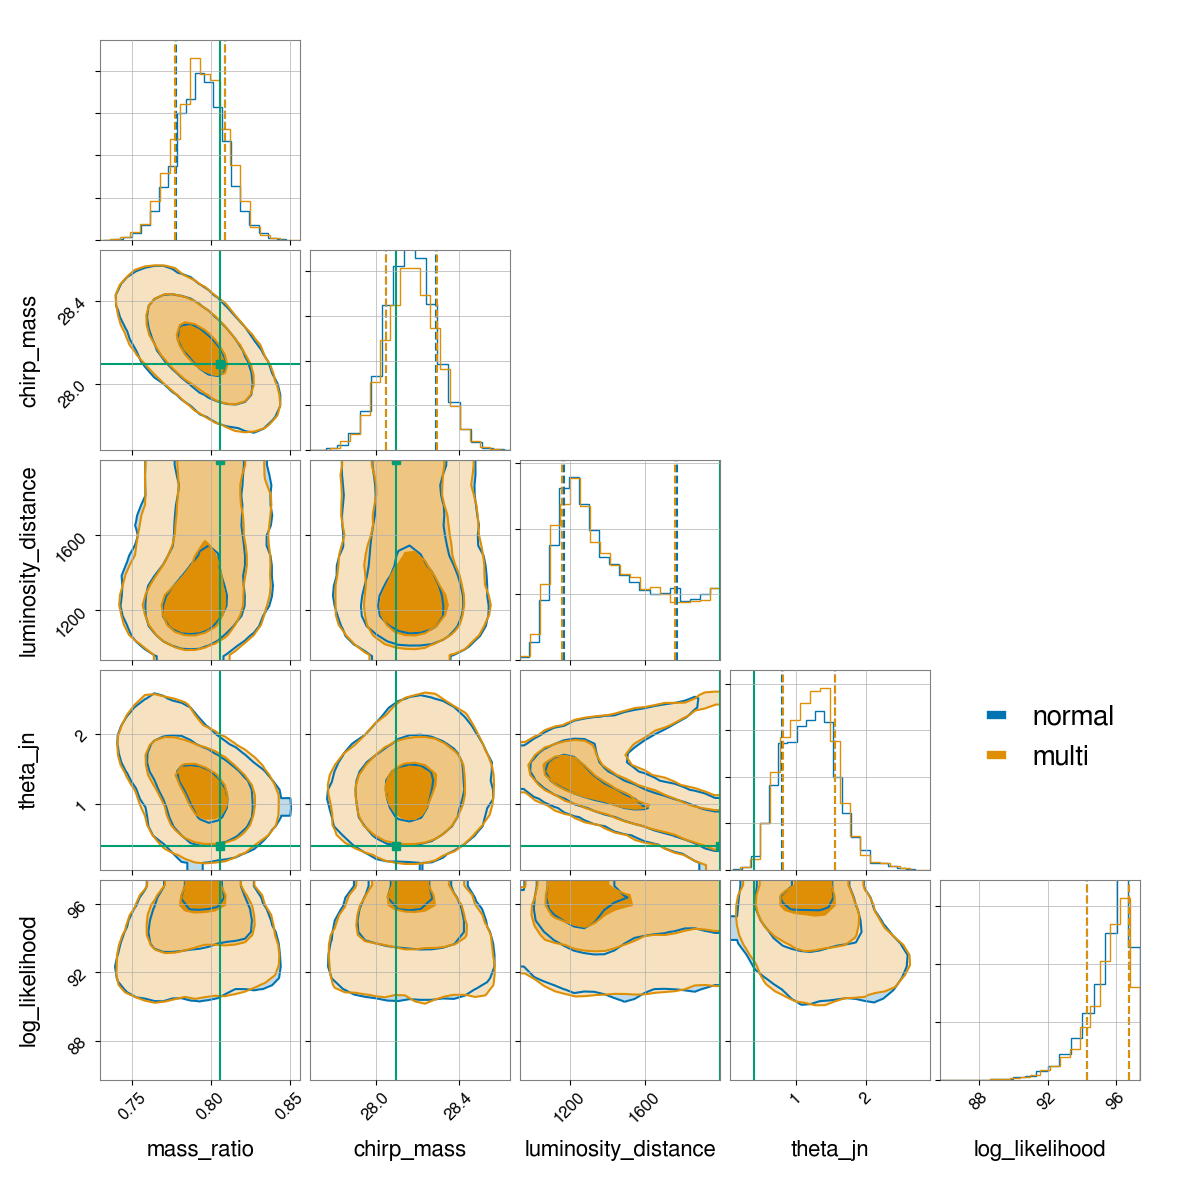 chirp_mass
28.4
28.0
luminosity_distance
1600
1200
theta_jn
2
1
normal
multi
log_likelihood
96
92
88
0.75
0.80
0.85
28.0
28.4
1200
1600
1
2
88
92
96
mass_ratio
chirp_mass
luminosity_distance
theta_jn
log_likelihood